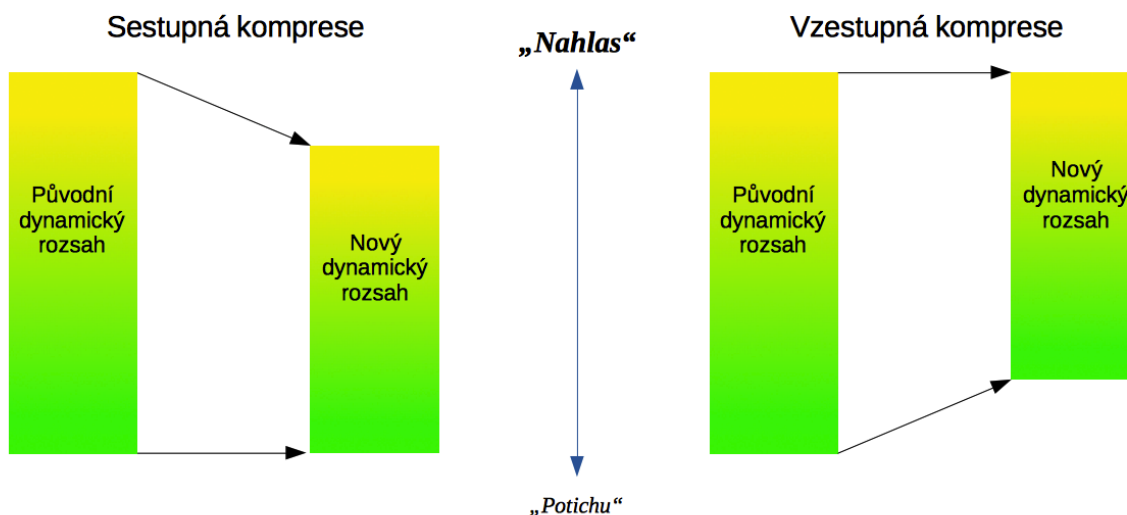 Sestupná komprese
„Nahlas“
Vzestupná komprese
Původní
dynamický
rozsah
Nový
dynamický
rozsah
Původní
dynamický
rozsah
Nový
dynamický
rozsah
„Potichu“